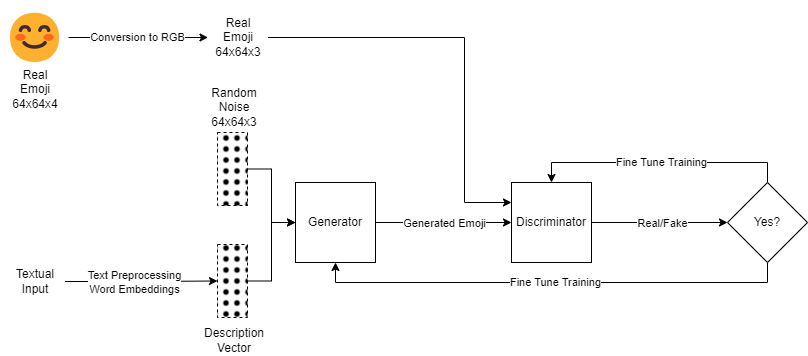 Real
Emoji
64x64x4
Conversion to RGB
Real
Emoji
64x64x3
Random
Noise
64x64x3
Textual
Input
Text Preprocessing
Word Embeddings
Description
Vector
Generator
Generated Emoji
Discriminator
Real/Fake
Yes?
Fine Tune Training
Fine Tune Training